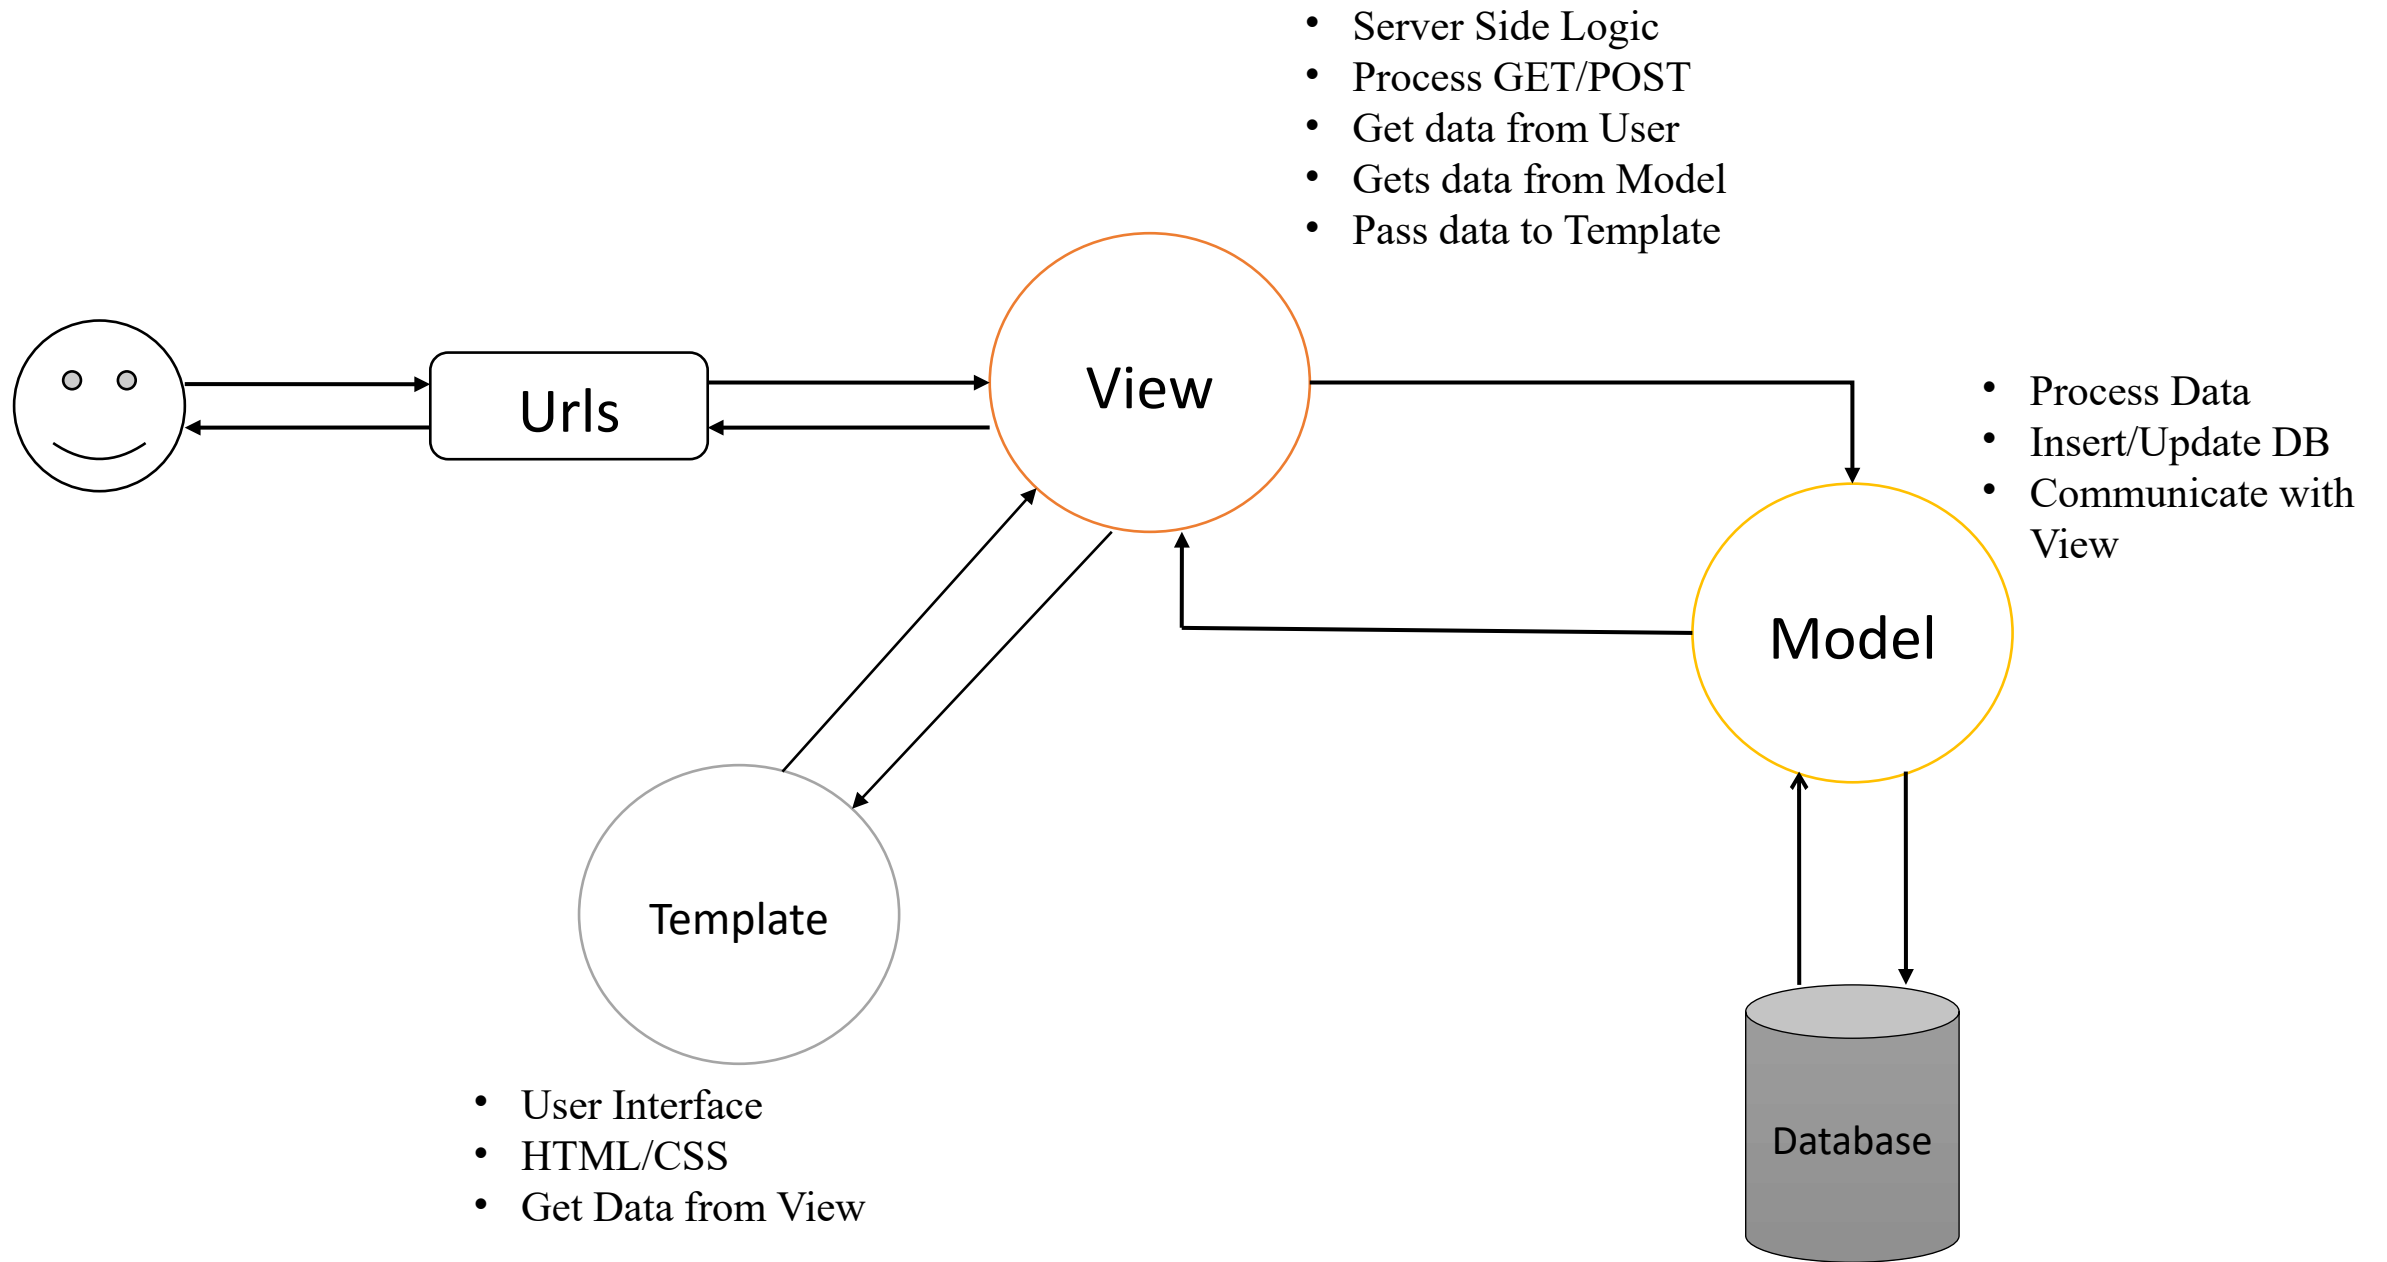 • Server Side Logic
• Process GET/POST
• Get data from User
• Gets data from Model
• Pass data to Template
Urls
View
• Process Data
• Insert/Update DB
• Communicate with
View
Model
Template
• User Interface
• HTML/CSS
• Get Data from View
Database